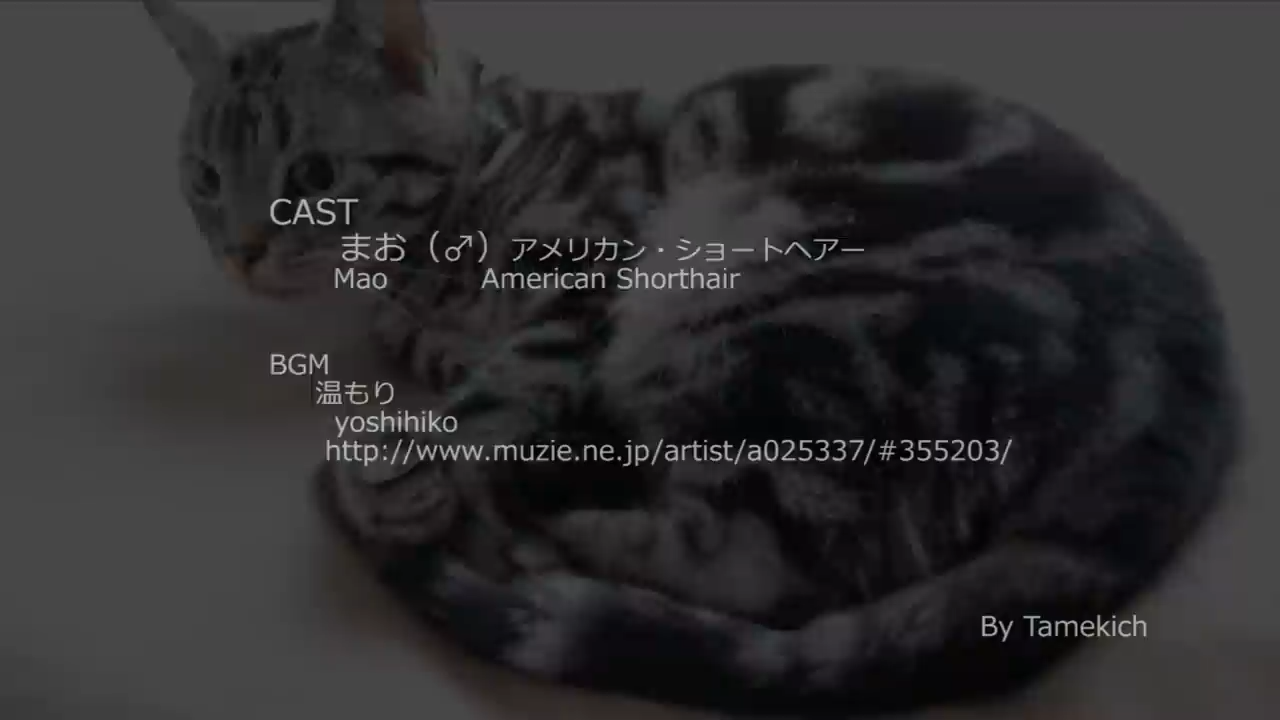 CAST
まお（♂）アメリカン・ショートヘアー
Mao American Shorthair
BGM
温もり
yoshihiko
http://www.muzie.ne.jp/artist/a025337/#355203/
By Tamekich